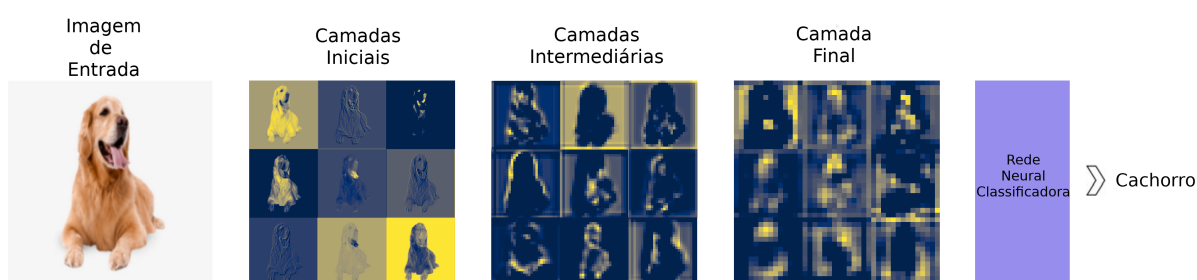 Imagem
de
Entrada
Camadas
Iniciais
Camadas
Intermediárias
Camada
Final
Rede
Neural
Classificadora
Cachorro